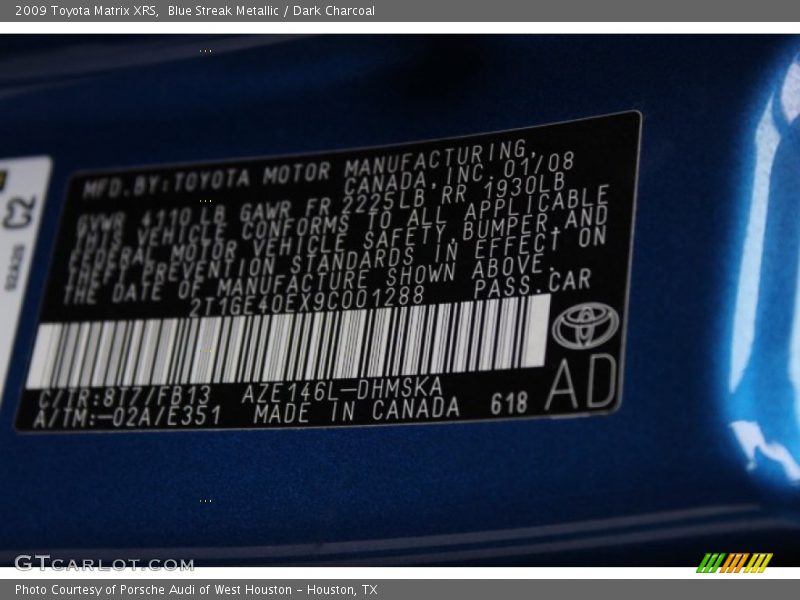 2009 Toyota Matrix XRS,  Blue Streak Metallic / Dark Charcoal
MFD.BY:TOYOTA MOTOR MANUFACTURING,
CANADA,INC.01/08
GVWR 4110 LB GAWR FR 2225LB RR 1930LB
THIS VEHICLE CONFORMS TO ALL APPLICABLE
FEDERAL MOTOR VEHICLE SAFETY,BUMPER,AND
THEFT PREVENTION STANDARDS IN EFFECT ON
THE DATE OF MANUFACTURE SHOWN ABOVE.
2T1GE40EX9C001288 PASS.CAR
C/TR:8T7/FB13 AZE146L-DHMSKA
A/TM:-02A/E351 MADE IN CANADA 618
AD
C2
02A20
GTCARLOT.COM
Photo Courtesy of Porsche Audi of West Houston - Houston, TX